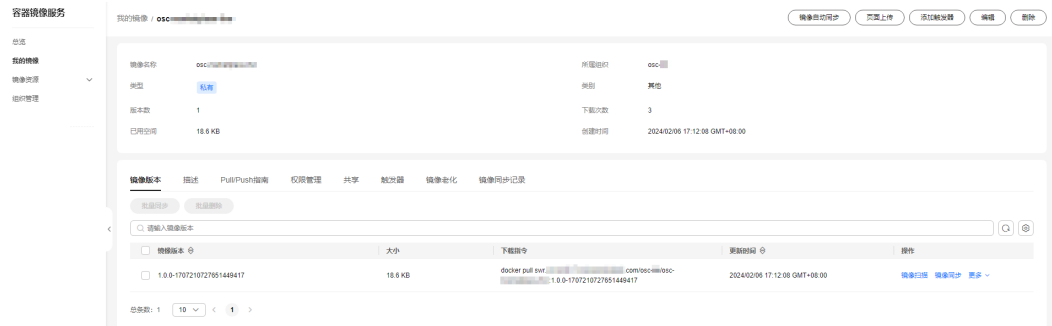 容器镜像服务
总览
我的镜像
镜像资源
组织管理
我的镜像 / osc
镜像自动同步 页面上传 添加触发器 编辑 删除
镜像名称 osc 所属组织 osc-
类型 私有 类别 其他
版本数 1 下载次数 3
已用空间 18.6 KB 创建时间 2024/02/06 17:12:08 GMT+08:00
镜像版本 描述 Pull/Push指南 权限管理 共享 触发器 镜像老化 镜像同步记录
批量同步 批量删除
请输入镜像版本
镜像版本 大小 下载指令 更新时间 操作
1.0.0-1707210727651449417 18.6 KB docker pull swr. .com/osc- /osc- 2024/02/06 17:12:08 GMT+08:00 镜像扫描 镜像同步 更多
1.0.0-1707210727651449417
总条数: 1 10 < 1 >